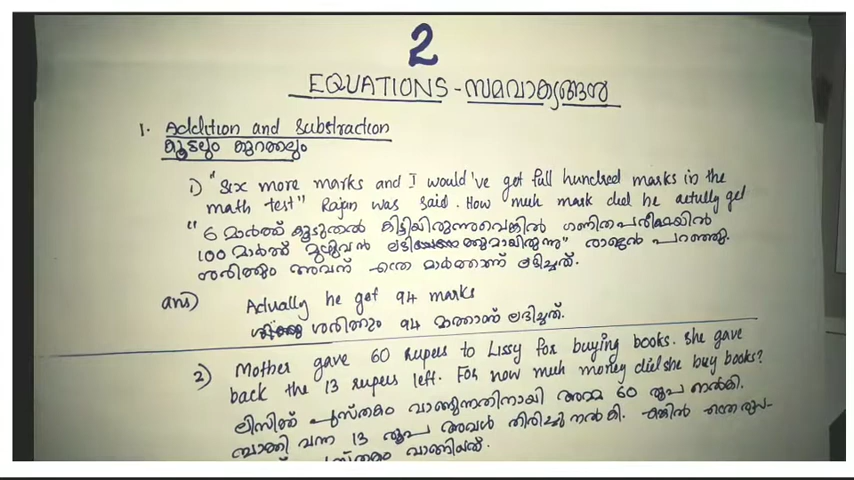 2
EQUATIONS - സമവാക്യങ്ങൾ
1. Addition and Substraction
കൂടലും കുറക്കലും
1) "Six more marks and I would've got full hundred marks in the
math test" Rajan was said. How much mark did he actully get
" 6 മാർക്ക് കൂടുതൽ കിട്ടിയിരുന്നുവെങ്കിൽ ഗണിതപരീക്ഷയിൽ
100 മാർക്ക് മുഴുവൻ രാജൻ പറഞ്ഞു.
ശരിക്കും അവന് എത്ര മാർക്കാണ് ലഭിച്ചത്.
ans) Actually he get 94 marks
ശരിക്കും 94 ലഭിച്ചത്.
2) Mother gave 60 rupees to Lissy for buying books. She gave
back the 13 rupees left. For how much money did she buy books?
ലിസിക്ക് പുസ്തകം വാങ്ങുന്നതിനായി അമ്മ 60 രൂപ നൽകി.
ബാക്കി വന്ന 13 രൂപ അവൾ തിരിച്ചു നൽകി. എങ്കിൽ എത്ര രൂപ-
വാങ്ങിയത്.